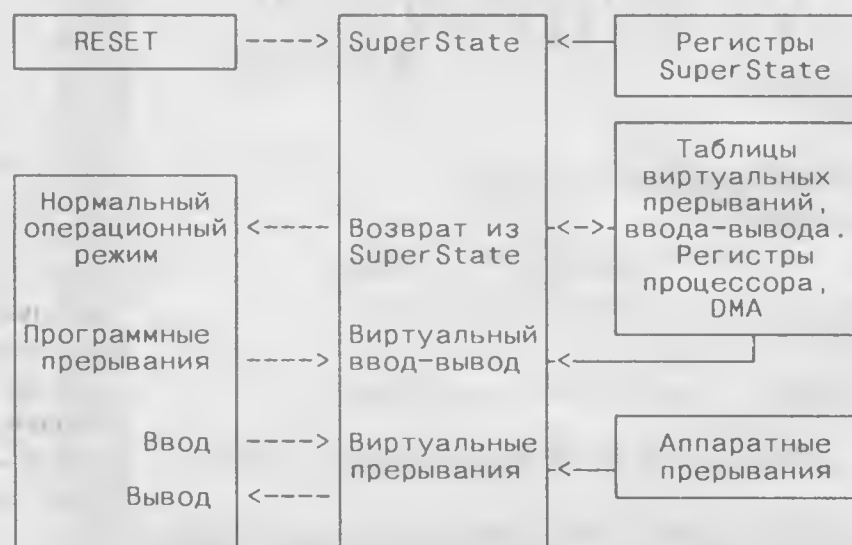 RESET
SuperState
Регистры
SuperState
Таблицы
виртуальных
прерываний,
ввода-вывода.
Регистры
процессора,
DMA
Нормальный
операционный
режим
Возврат из
SuperState
Программные
прерывания
Виртуальный
ввод-вывод
Ввод
Вывод
Виртуальные
прерывания
Аппаратные
прерывания